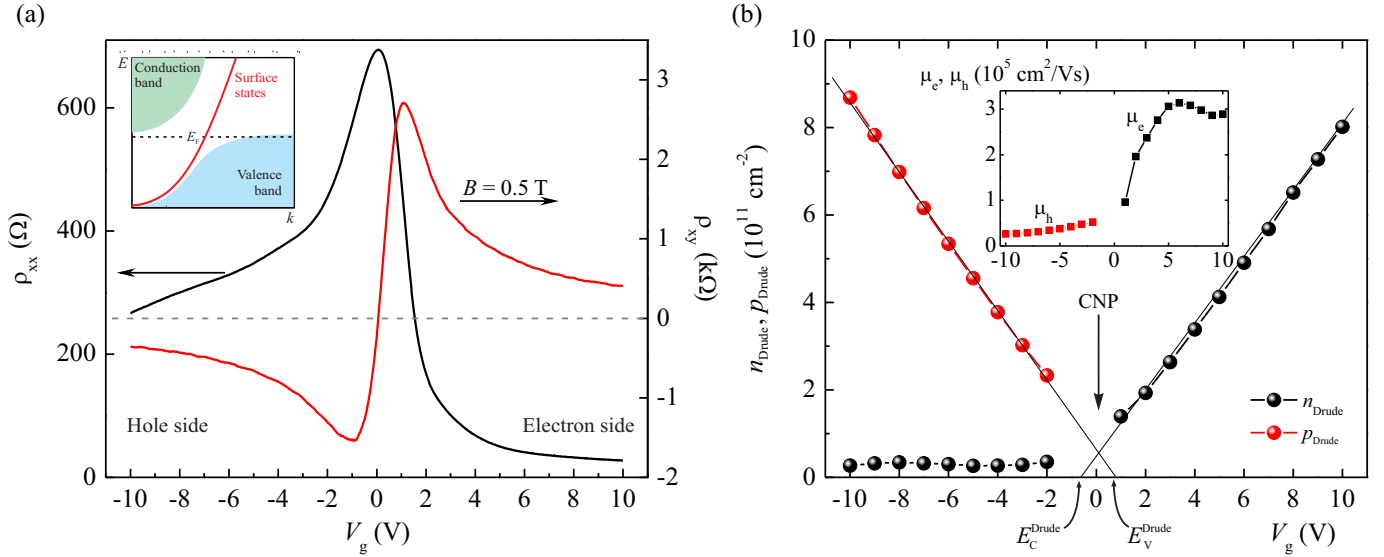 (a)
E
Conduction
band
Surface
states
E_F
Valence
band
k
600
400
200
0
ρ_xx (Ω)
3
2
1
0
-1
-2
ρ_xy (kΩ)
B = 0.5 T
Hole side
Electron side
-10 -8 -6 -4 -2 0 2 4 6 8 10
V_g (V)
(b)
10
8
6
4
2
0
n_Drude, p_Drude (10^11 cm^-2)
μ_e, μ_h (10^5 cm^2/Vs)
3
2
1
0
μ_e
μ_h
-10 -5 0 5 10
CNP
n_Drude
p_Drude
-10 -8 -6 -4 -2 0 2 4 6 8 10
E_C^Drude
E_V^Drude
V_g (V)